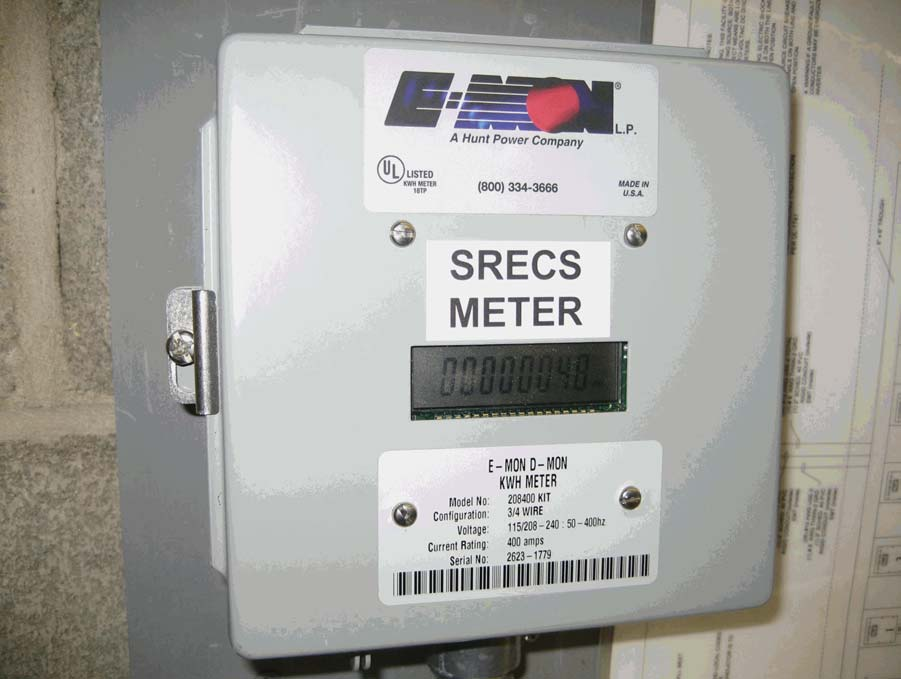 E-MON® L.P.
A Hunt Power Company
UL LISTED
KWH METER
18TP
(800) 334-3666
MADE IN
U.S.A.
SRECS
METER
00000048
E-MON D-MON
KWH METER
Model No: 208400 KIT
Configuration: 3/4 WIRE
Voltage: 115/208-240 : 50-400hz
Current Rating: 400 amps
Serial No: 2623-1779